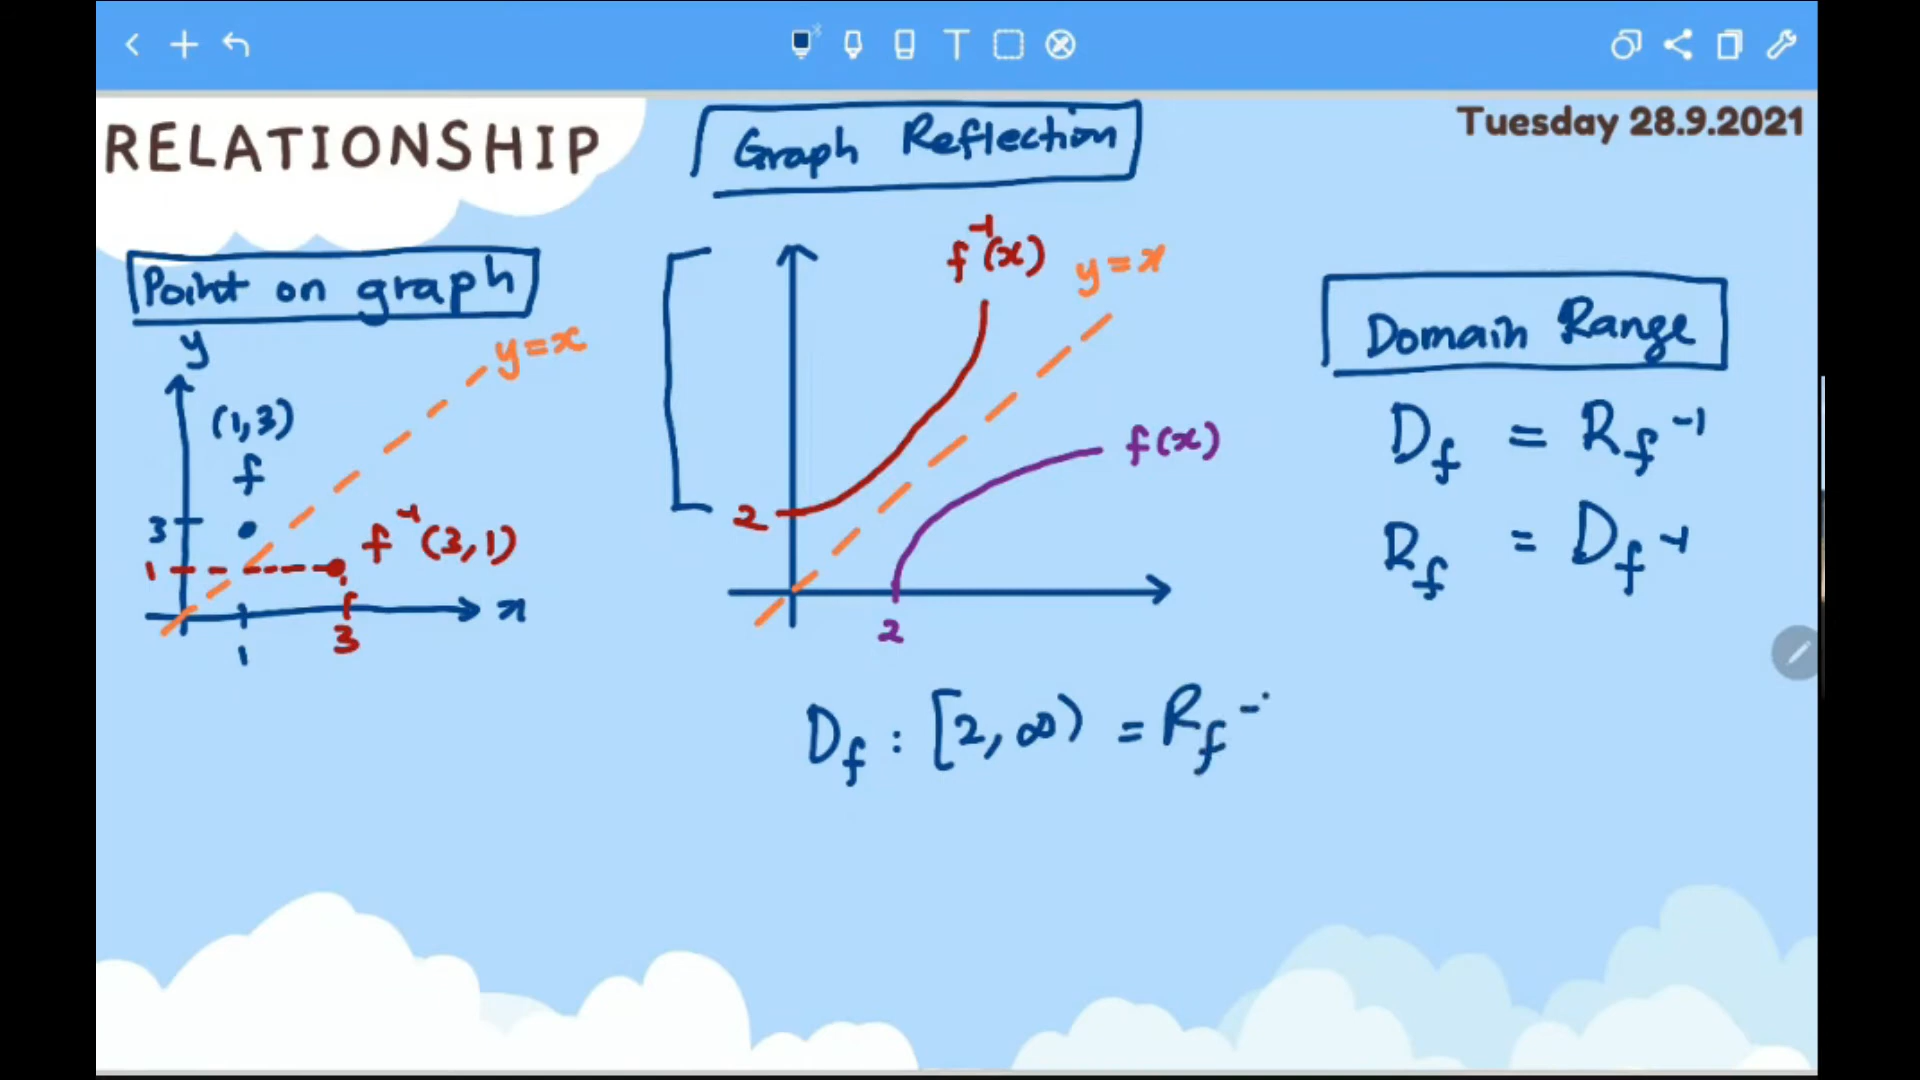 RELATIONSHIP
Graph Reflection
Tuesday 28.9.2021
Point on graph
y
y=x
(1,3)
f
3
1
f⁻¹(3,1)
x
1
3
f⁻¹(x)
y=x
f(x)
2
2
Domain Range
D_f = R_f⁻¹
R_f = D_f⁻¹
D_f : [2, ∞) = R_f⁻